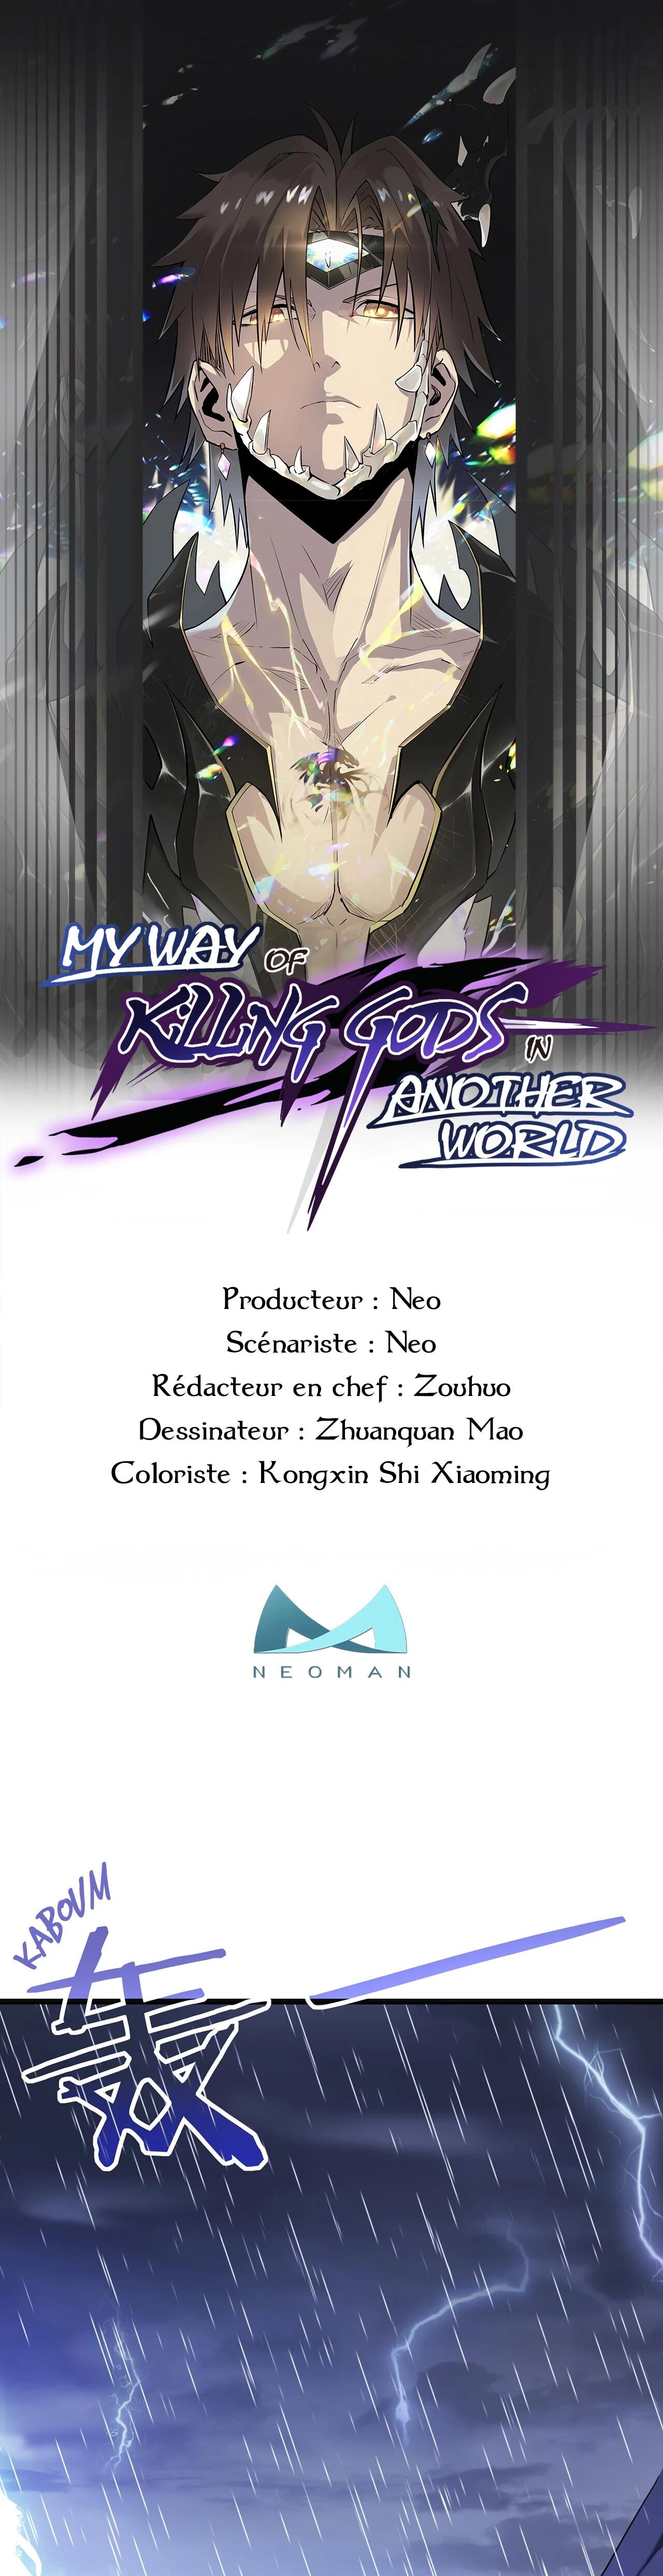 MY WAY OF
KILLING GODS IN
ANOTHER
WORLD
Producteur : Neo
Scénariste : Neo
Rédacteur en chef : Zouhuo
Dessinateur : Zhuanquan Mao
Coloriste : Kongxin Shi Xiaoming
NEOMAN
KABOUM
轰